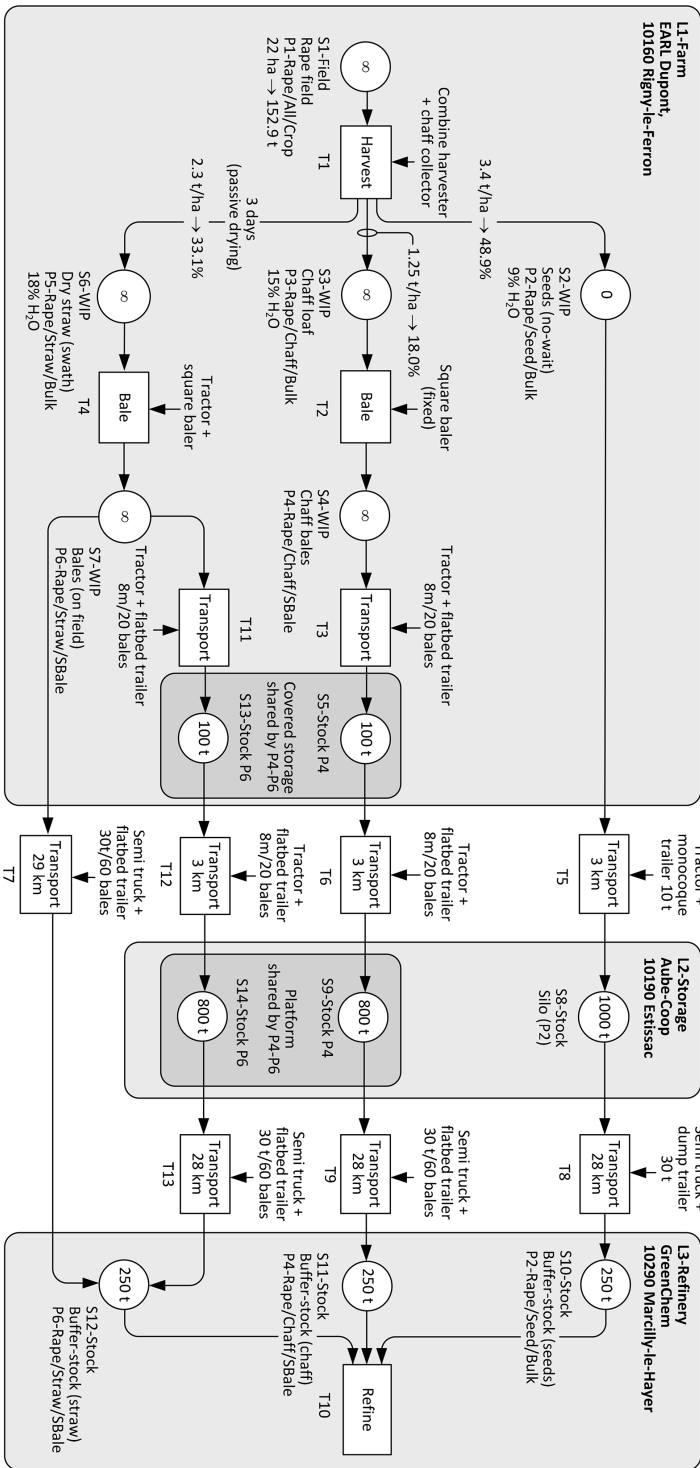 L1-Farm
EARL Dupont,
10160 Rigny-le-Ferron
S1-Field
Rape field
P1-Rape/All/Crop
22 ha → 152.9 t
∞
Harvest
T1
Combine harvester
+ chaff collector
3.4 t/ha → 48.9%
1.25 t/ha → 18.0%
3 days
(passive drying)
2.3 t/ha → 33.1%
0
S2-WIP
Seeds (no-wait)
P2-Rape/Seed/Bulk
9% H2O
∞
S3-WIP
Chaff loaf
P3-Rape/Chaff/Bulk
15% H2O
∞
S6-WIP
Dry straw (swath)
P5-Rape/Straw/Bulk
18% H2O
Square baler
(fixed)
Bale
T2
Tractor +
square baler
Bale
T4
∞
S4-WIP
Chaff bales
P4-Rape/Chaff/SBale
∞
S7-WIP
Bales (on field)
P6-Rape/Straw/SBale
Tractor + flatbed trailer
8m/20 bales
Transport
T3
Tractor + flatbed trailer
8m/20 bales
Transport
T11
S5-Stock P4
100 t
Covered storage
shared by P4-P6
S13-Stock P6
100 t
monocoque
trailer 10 t
Transport
3 km
T5
Tractor +
flatbed trailer
8m/20 bales
Transport
3 km
T6
Tractor +
flatbed trailer
8m/20 bales
Transport
3 km
T12
Semi truck +
flatbed trailer
30t/60 bales
Transport
29 km
T7
L2-Storage
Aube-Coop
10190 Estissac
1000 t
S8-Stock
Silo (P2)
S9-Stock P4
800 t
Platform
shared by P4-P6
S14-Stock P6
800 t
dump trailer
30 t
Transport
28 km
T8
Semi truck +
flatbed trailer
30 t/60 bales
Transport
28 km
T9
Semi truck +
flatbed trailer
30 t/60 bales
Transport
28 km
T13
L3-Refinery
GreenChem
10290 Marcilly-le-Hayer
250 t
S10-Stock
Buffer-stock (seeds)
P2-Rape/Seed/Bulk
250 t
S11-Stock
Buffer-stock (chaff)
P4-Rape/Chaff/SBale
250 t
S12-Stock
Buffer-stock (straw)
P6-Rape/Straw/SBale
Refine
T10